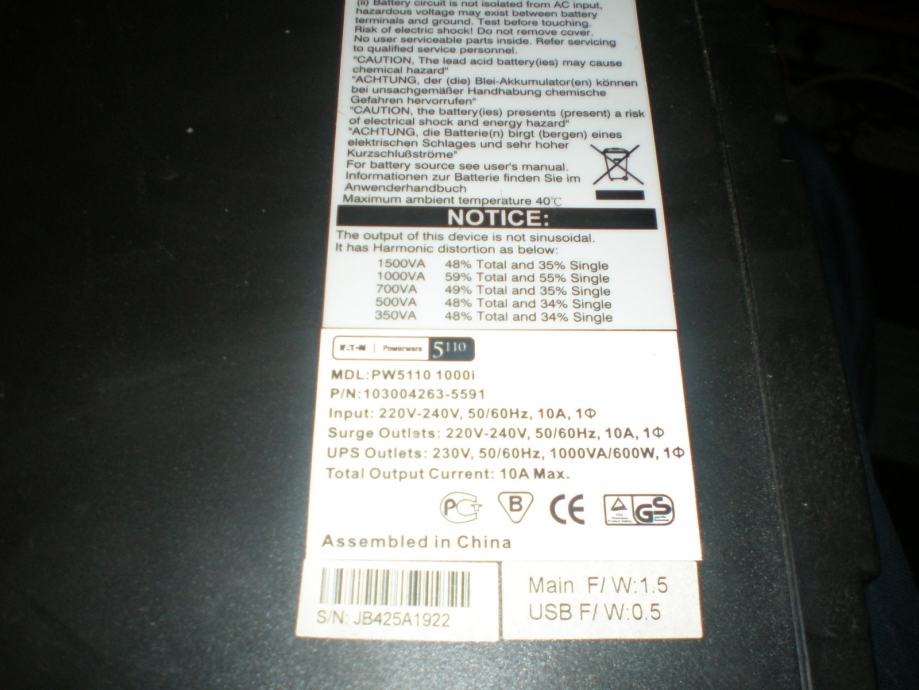 (ii) Battery circuit is not isolated from AC input,
hazardous voltage may exist between battery
terminals and ground. Test before touching.
Risk of electric shock! Do not remove cover.
No user serviceable parts inside. Refer servicing
to qualified service personnel.
"CAUTION, The lead acid battery(ies) may cause
chemical hazard"
"ACHTUNG, der (die) Blei-Akkumulator(en) können
bei unsachgemäßer Handhabung chemische
Gefahren hervorrufen"
"CAUTION, the battery(ies) presents (present) a risk
of electrical shock and energy hazard"
"ACHTUNG, die Batterie(n) birgt (bergen) eines
elektrischen Schlages und sehr hoher
Kurzschlußströme"
For battery source see user's manual.
Informationen zur Batterie finden Sie im
Anwenderhandbuch
Maximum ambient temperature 40℃
NOTICE:
The output of this device is not sinusoidal.
It has Harmonic distortion as below:
1500VA 48% Total and 35% Single
1000VA 59% Total and 55% Single
700VA 49% Total and 35% Single
500VA 48% Total and 34% Single
350VA 48% Total and 34% Single
EATON Powerware 5110
MDL:PW5110 1000i
P/N:103004263-5591
Input: 220V-240V, 50/60Hz, 10A, 1Φ
Surge Outlets: 220V-240V, 50/60Hz, 10A, 1Φ
UPS Outlets: 230V, 50/60Hz, 1000VA/600W, 1Φ
Total Output Current: 10A Max.
PCT B CE GS
Assembled in China
S/N: JB425A1922
Main F/W:1.5
USB F/W:0.5